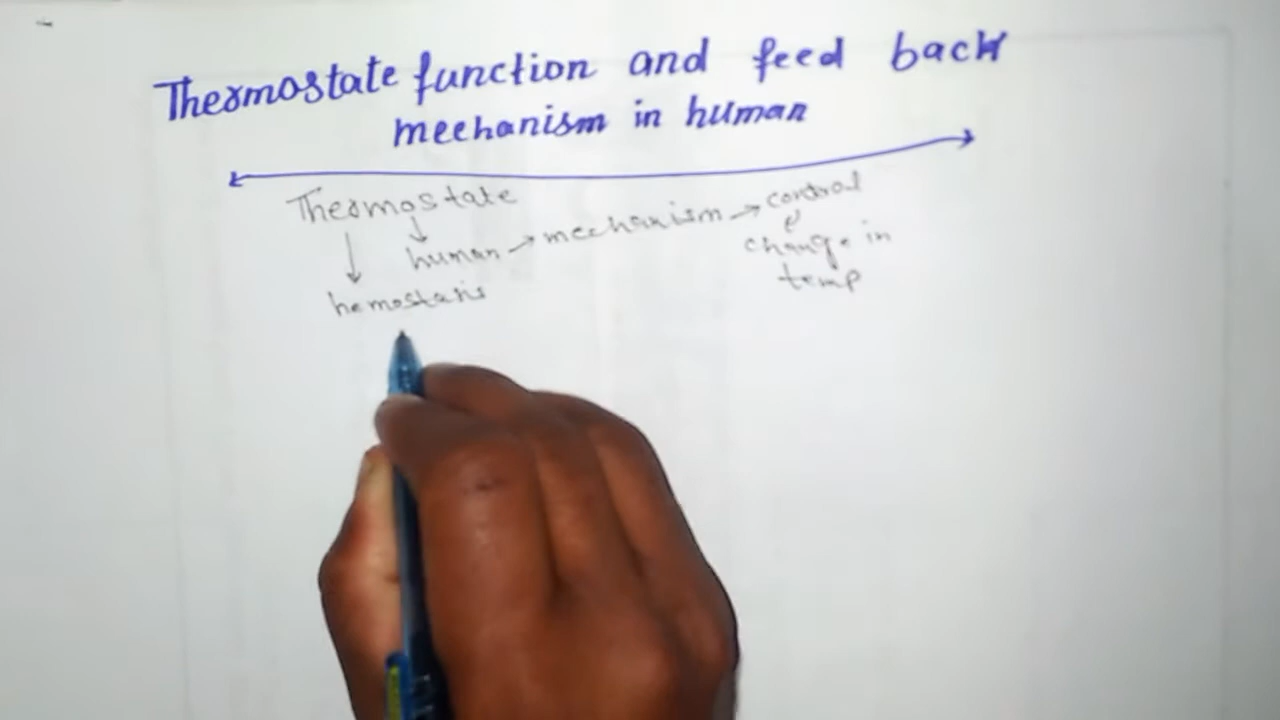 Thermostate function and feed back
mechanism in human
Thermostate
human → mechanism → control
change in
temp
hemostasis